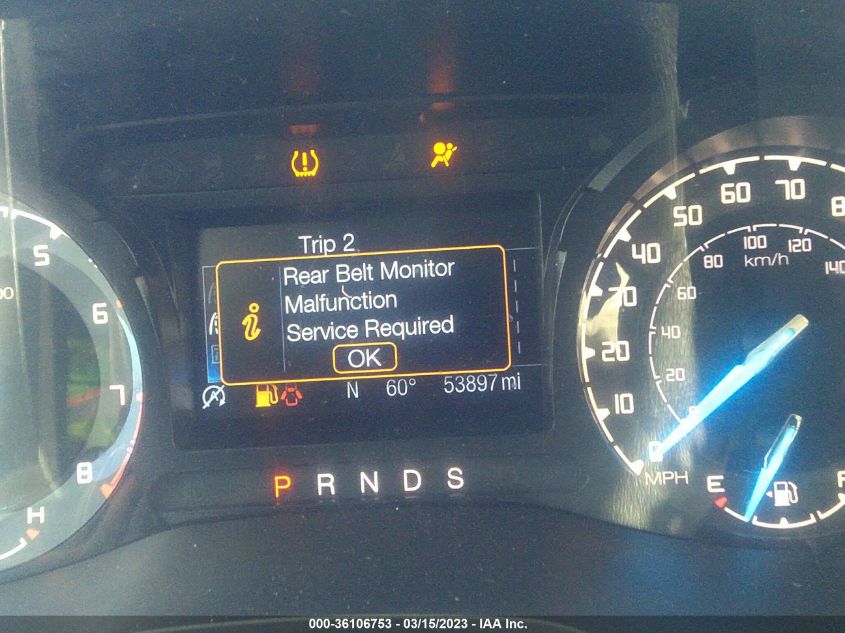 Trip 2
Rear Belt Monitor
Malfunction
Service Required
OK
N 60° 53897 mi
P R N D S
5
6
7
8
H
0
10
20
30
40
50
60
70
MPH
20
40
60
80
100
120
140
km/h
E
000-36106753 - 03/15/2023 - IAA Inc.